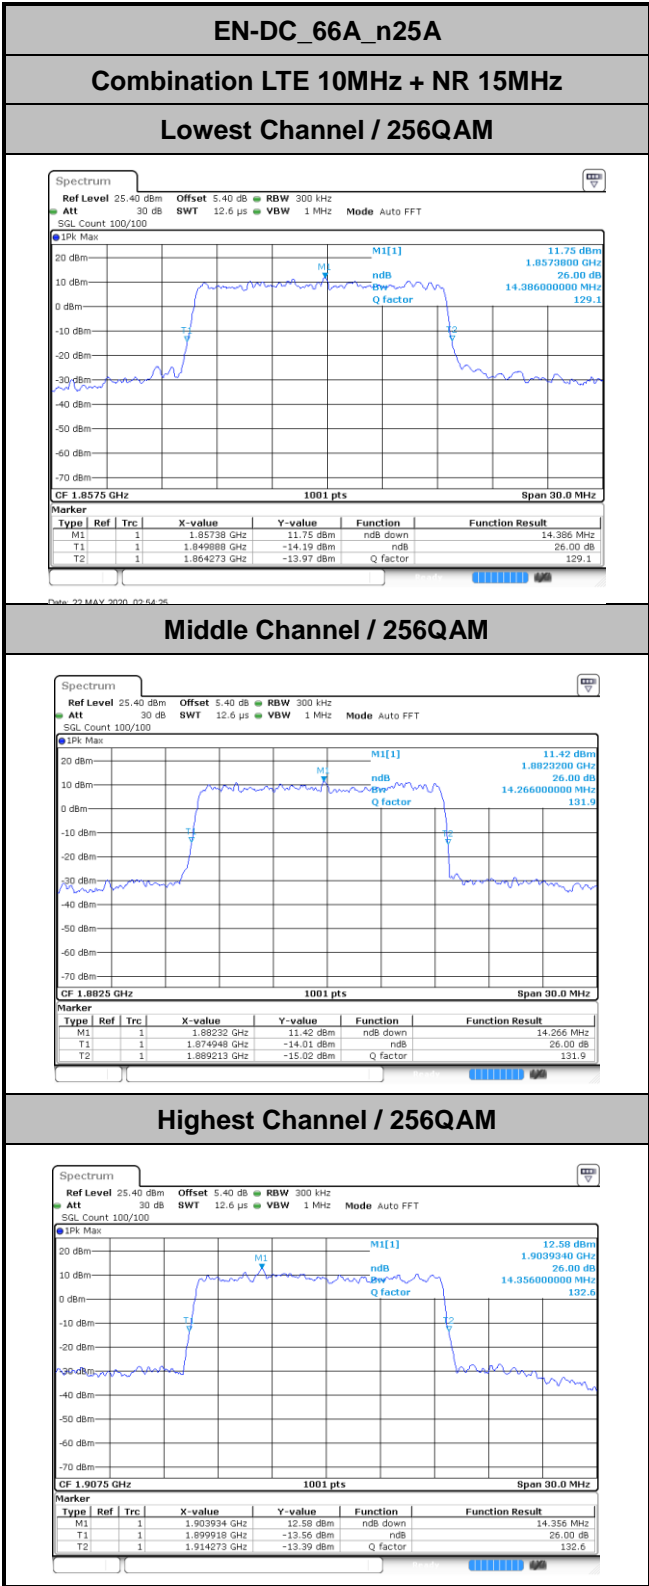 EN-DC_66A_n25A
Combination LTE 10MHz + NR 15MHz
Lowest Channel / 256QAM
Spectrum
Ref Level 25.40 dBm Offset 5.40 dB RBW 300 kHz
Att 30 dB SWT 12.6 µs VBW 1 MHz Mode Auto FFT
SGL Count 100/100
1Pk Max
M1[1] 11.75 dBm
1.8573800 GHz
ndB 26.00 dB
Bw 14.386000000 MHz
Q factor 129.1
M1
T1
T2
20 dBm
10 dBm
0 dBm
-10 dBm
-20 dBm
-30 dBm
-40 dBm
-50 dBm
-60 dBm
-70 dBm
CF 1.8575 GHz 1001 pts Span 30.0 MHz
Marker
Type Ref Trc X-value Y-value Function Function Result
M1 1 1.85738 GHz 11.75 dBm ndB down 14.386 MHz
T1 1 1.849888 GHz -14.19 dBm ndB 26.00 dB
T2 1 1.864273 GHz -13.97 dBm Q factor 129.1
Date: 22 MAY 2020 02:54:25
Middle Channel / 256QAM
Spectrum
Ref Level 25.40 dBm Offset 5.40 dB RBW 300 kHz
Att 30 dB SWT 12.6 µs VBW 1 MHz Mode Auto FFT
SGL Count 100/100
1Pk Max
M1[1] 11.42 dBm
1.8823200 GHz
ndB 26.00 dB
Bw 14.266000000 MHz
Q factor 131.9
M1
T1
T2
20 dBm
10 dBm
0 dBm
-10 dBm
-20 dBm
-30 dBm
-40 dBm
-50 dBm
-60 dBm
-70 dBm
CF 1.8825 GHz 1001 pts Span 30.0 MHz
Marker
Type Ref Trc X-value Y-value Function Function Result
M1 1 1.88232 GHz 11.42 dBm ndB down 14.266 MHz
T1 1 1.874948 GHz -14.01 dBm ndB 26.00 dB
T2 1 1.889213 GHz -15.02 dBm Q factor 131.9
Highest Channel / 256QAM
Spectrum
Ref Level 25.40 dBm Offset 5.40 dB RBW 300 kHz
Att 30 dB SWT 12.6 µs VBW 1 MHz Mode Auto FFT
SGL Count 100/100
1Pk Max
M1[1] 12.58 dBm
1.9039340 GHz
ndB 26.00 dB
Bw 14.356000000 MHz
Q factor 132.6
M1
T1
T2
20 dBm
10 dBm
0 dBm
-10 dBm
-20 dBm
-30 dBm
-40 dBm
-50 dBm
-60 dBm
-70 dBm
CF 1.9075 GHz 1001 pts Span 30.0 MHz
Marker
Type Ref Trc X-value Y-value Function Function Result
M1 1 1.903934 GHz 12.58 dBm ndB down 14.356 MHz
T1 1 1.899918 GHz -13.56 dBm ndB 26.00 dB
T2 1 1.914273 GHz -13.39 dBm Q factor 132.6